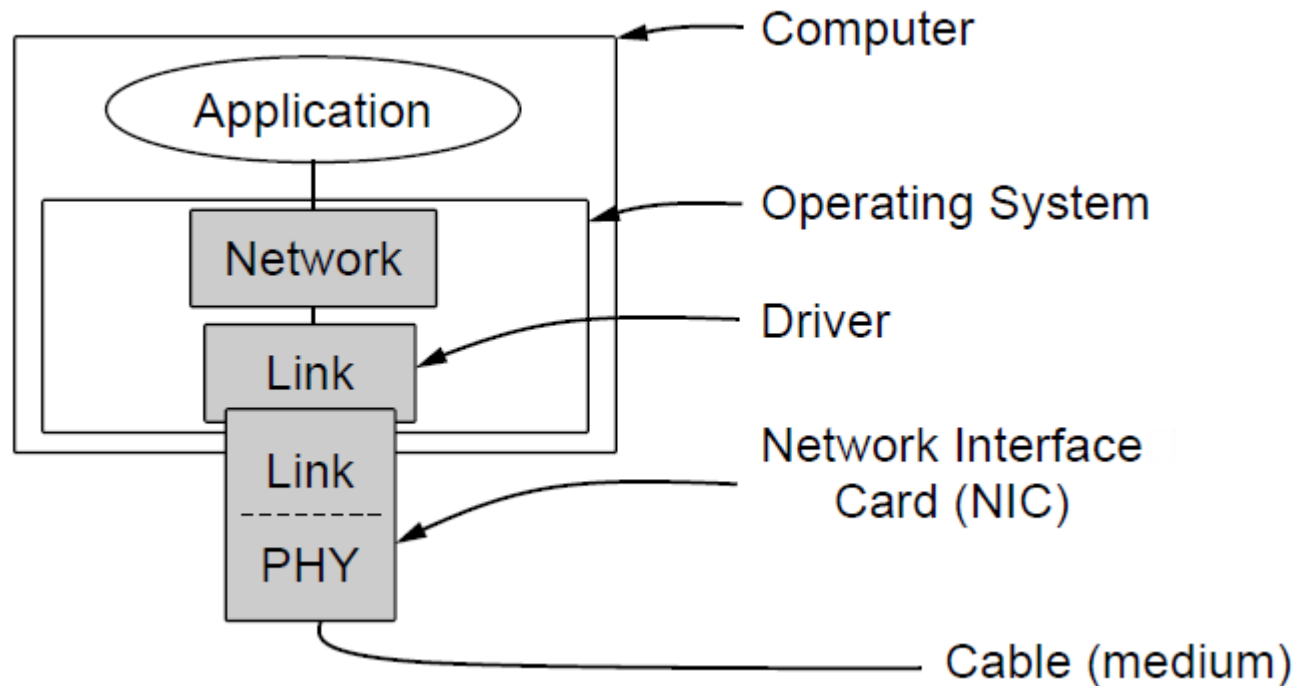 Computer
Application
Operating System
Network
Driver
Link
Network Interface
Card (NIC)
Link
PHY
Cable (medium)